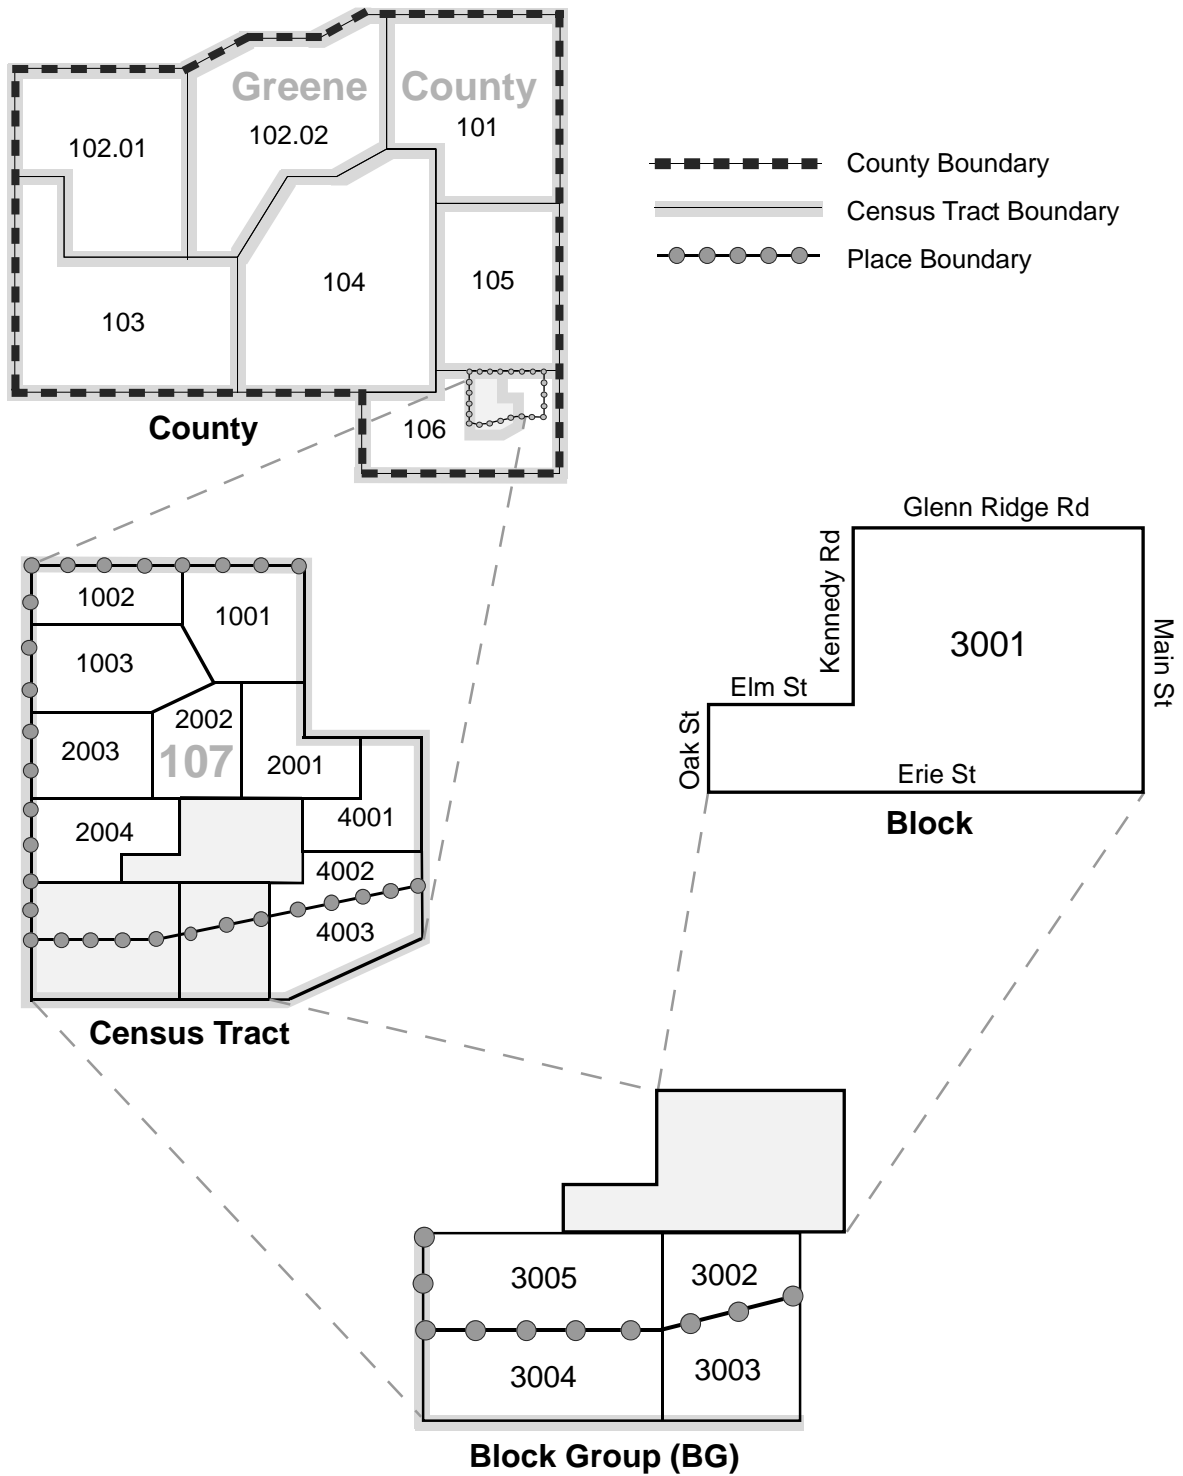 Greene County
102.01
102.02
101
103
104
105
106
County
County Boundary
Census Tract Boundary
Place Boundary
1002
1001
1003
2002
2003
107
2001
2004
4001
4002
4003
Census Tract
Glenn Ridge Rd
Kennedy Rd
3001
Main St
Elm St
Oak St
Erie St
Block
3005
3002
3004
3003
Block Group (BG)